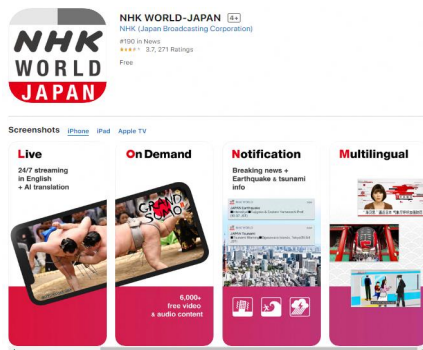 NHK
WORLD
JAPAN
NHK WORLD-JAPAN 4+
NHK (Japan Broadcasting Corporation)
#190 in News
3.7, 271 Ratings
Free
Screenshots iPhone iPad Apple TV
Live
24/7 streaming
in English
+ AI translation
On Demand
GRAND
SUMO
6,000+
free video
& audio content
Notification
Breaking news +
Earthquake & tsunami
info
Multilingual